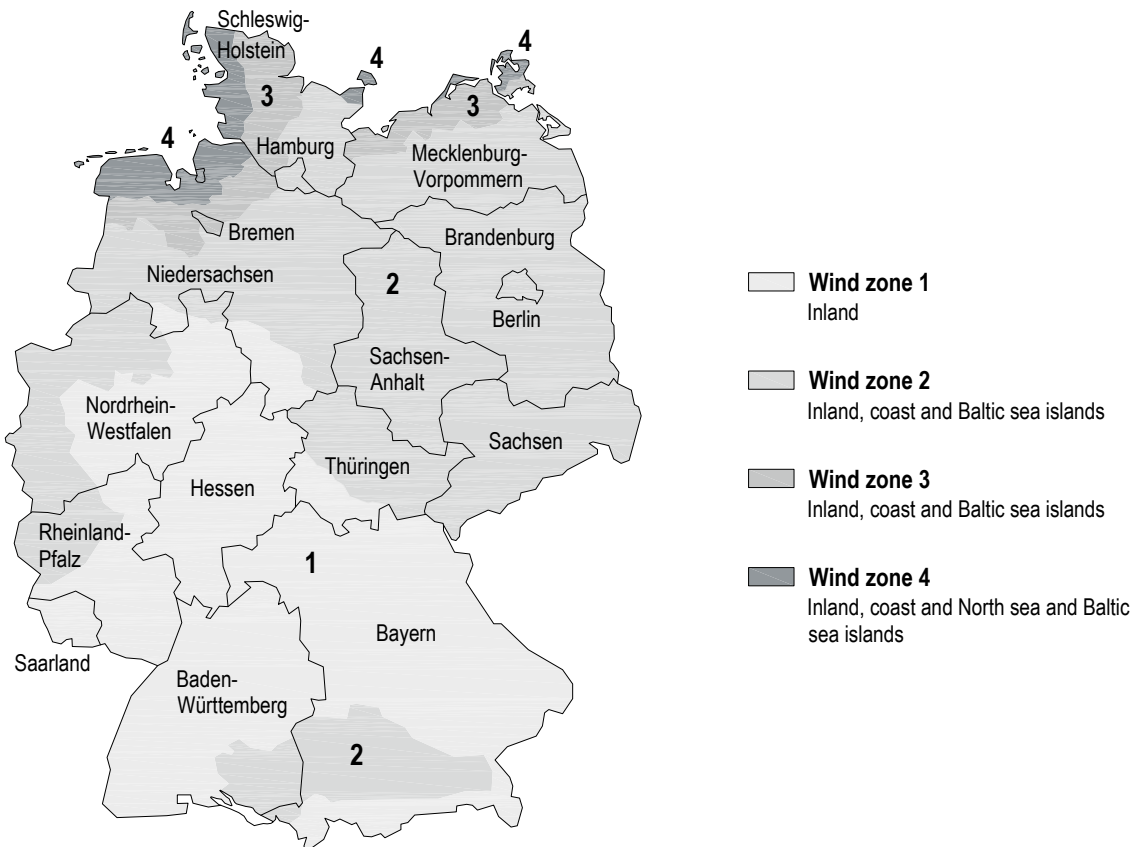 Schleswig-
Holstein
4
4
3
3
4
Hamburg
Mecklenburg-
Vorpommern
Bremen
Brandenburg
Niedersachsen
2
Berlin
Sachsen-
Anhalt
Nordrhein-
Westfalen
Sachsen
Thüringen
Hessen
Rheinland-
Pfalz
1
Bayern
Saarland
Baden-
Württemberg
2
Wind zone 1
Inland
Wind zone 2
Inland, coast and Baltic sea islands
Wind zone 3
Inland, coast and Baltic sea islands
Wind zone 4
Inland, coast and North sea and Baltic
sea islands